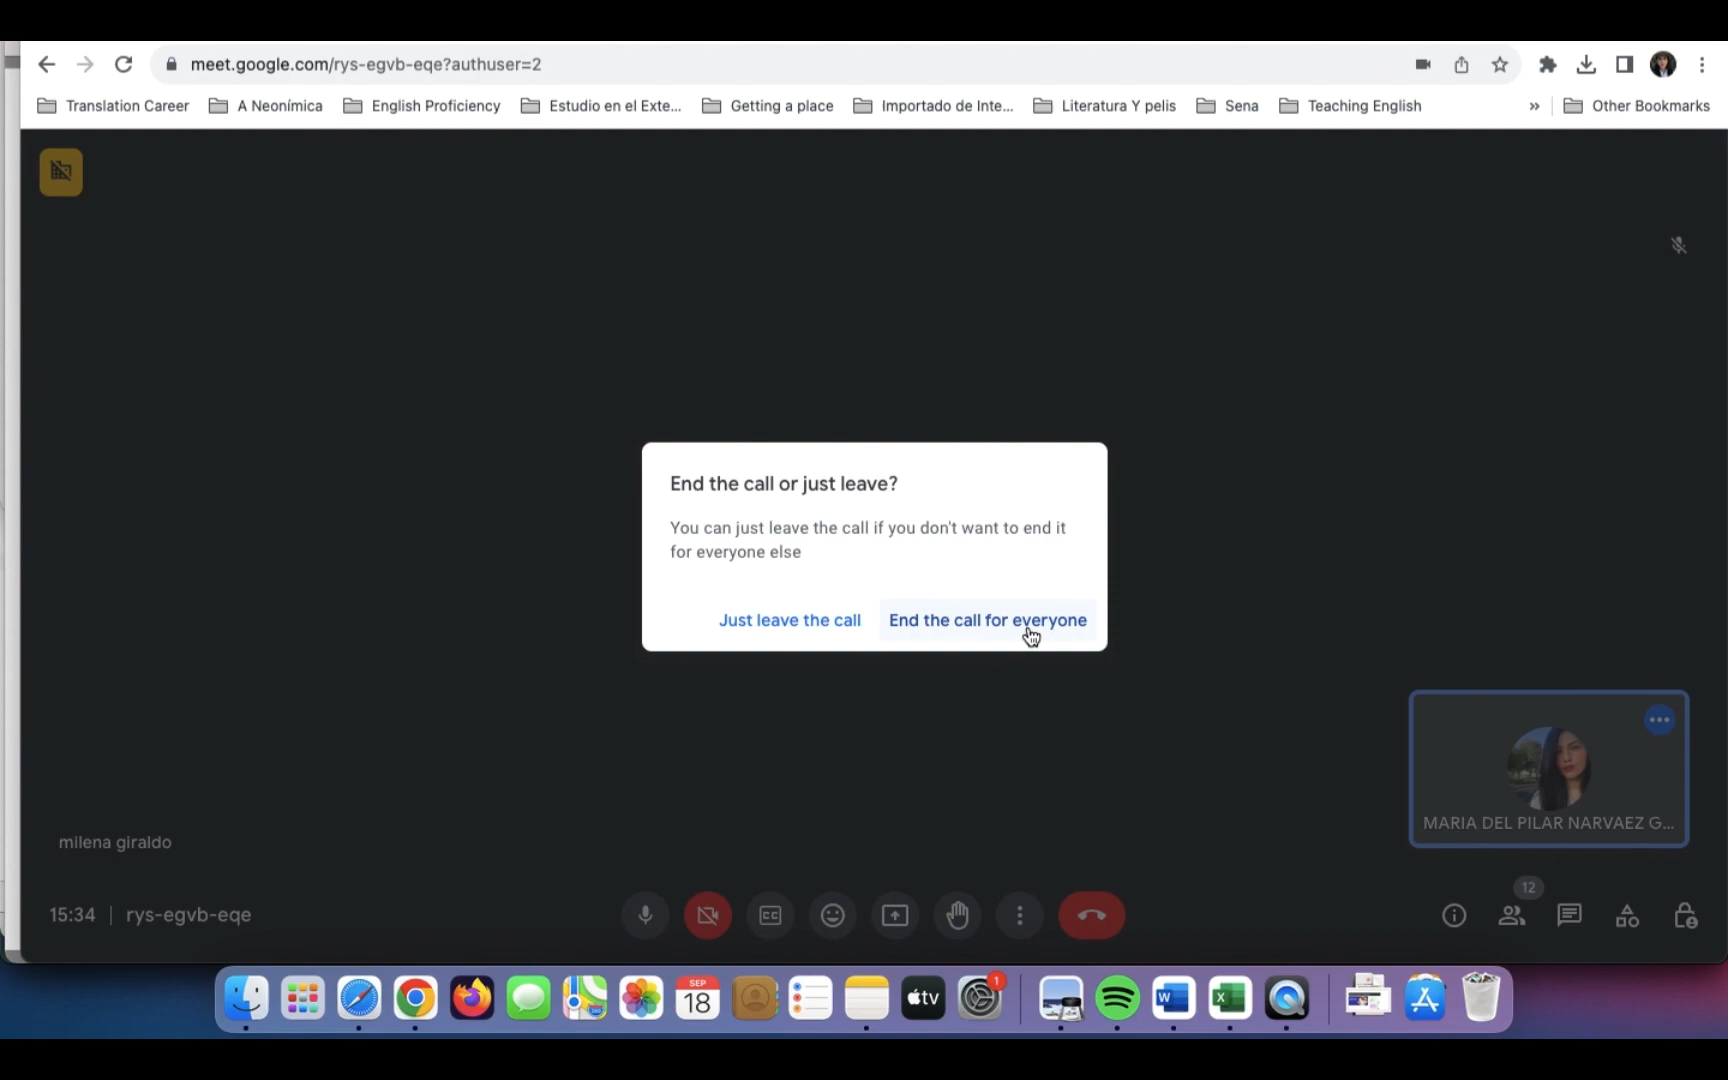 meet.google.com/rys-egvb-eqe?authuser=2
Translation Career
A Neonímica
English Proficiency
Estudio en el Exte...
Getting a place
Importado de Inte...
Literatura Y pelis
Sena
Teaching English
»
Other Bookmarks
End the call or just leave?
You can just leave the call if you don't want to end it
for everyone else
Just leave the call
End the call for everyone
MARIA DEL PILAR NARVAEZ G...
milena giraldo
15:34 | rys-egvb-eqe
CC
12
SEP
18
tv
1
W
X